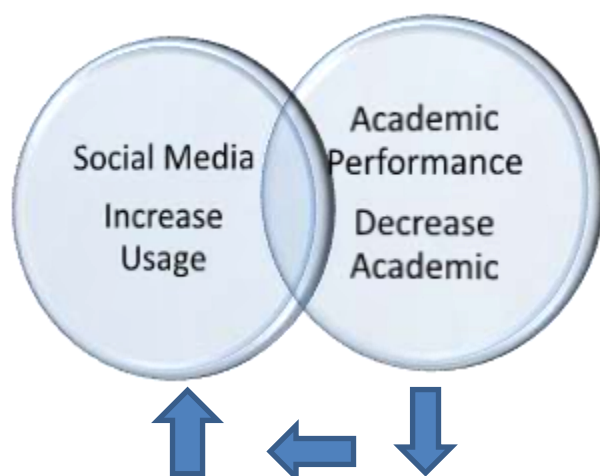 Social Media
Increase
Usage
Academic
Performance
Decrease
Academic